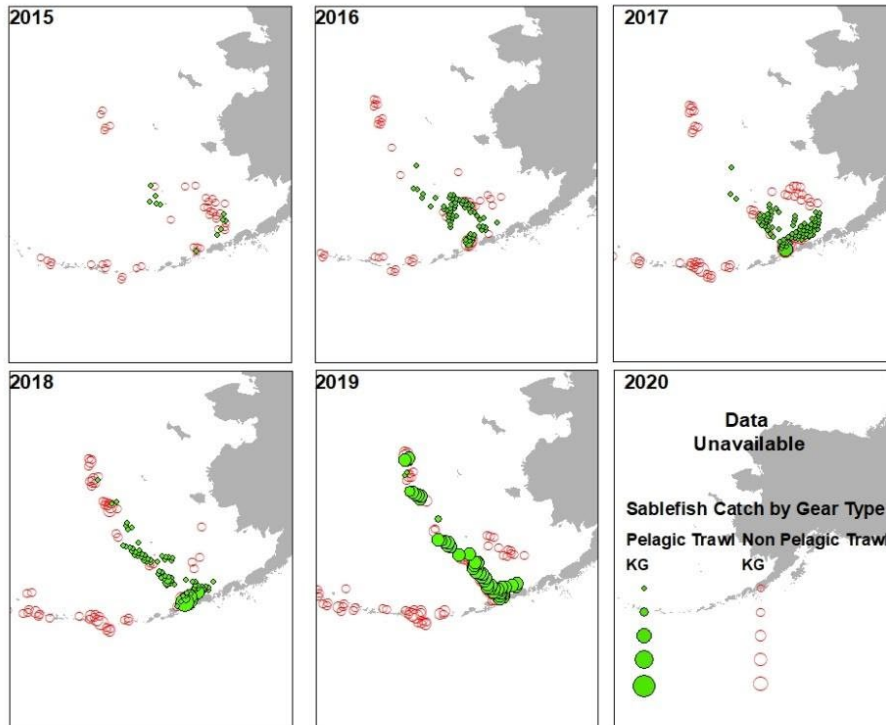 2015
2016
2017
2018
2019
2020
Data
Unavailable
Sablefish Catch by Gear Type
Pelagic Trawl Non Pelagic Trawl
KG KG